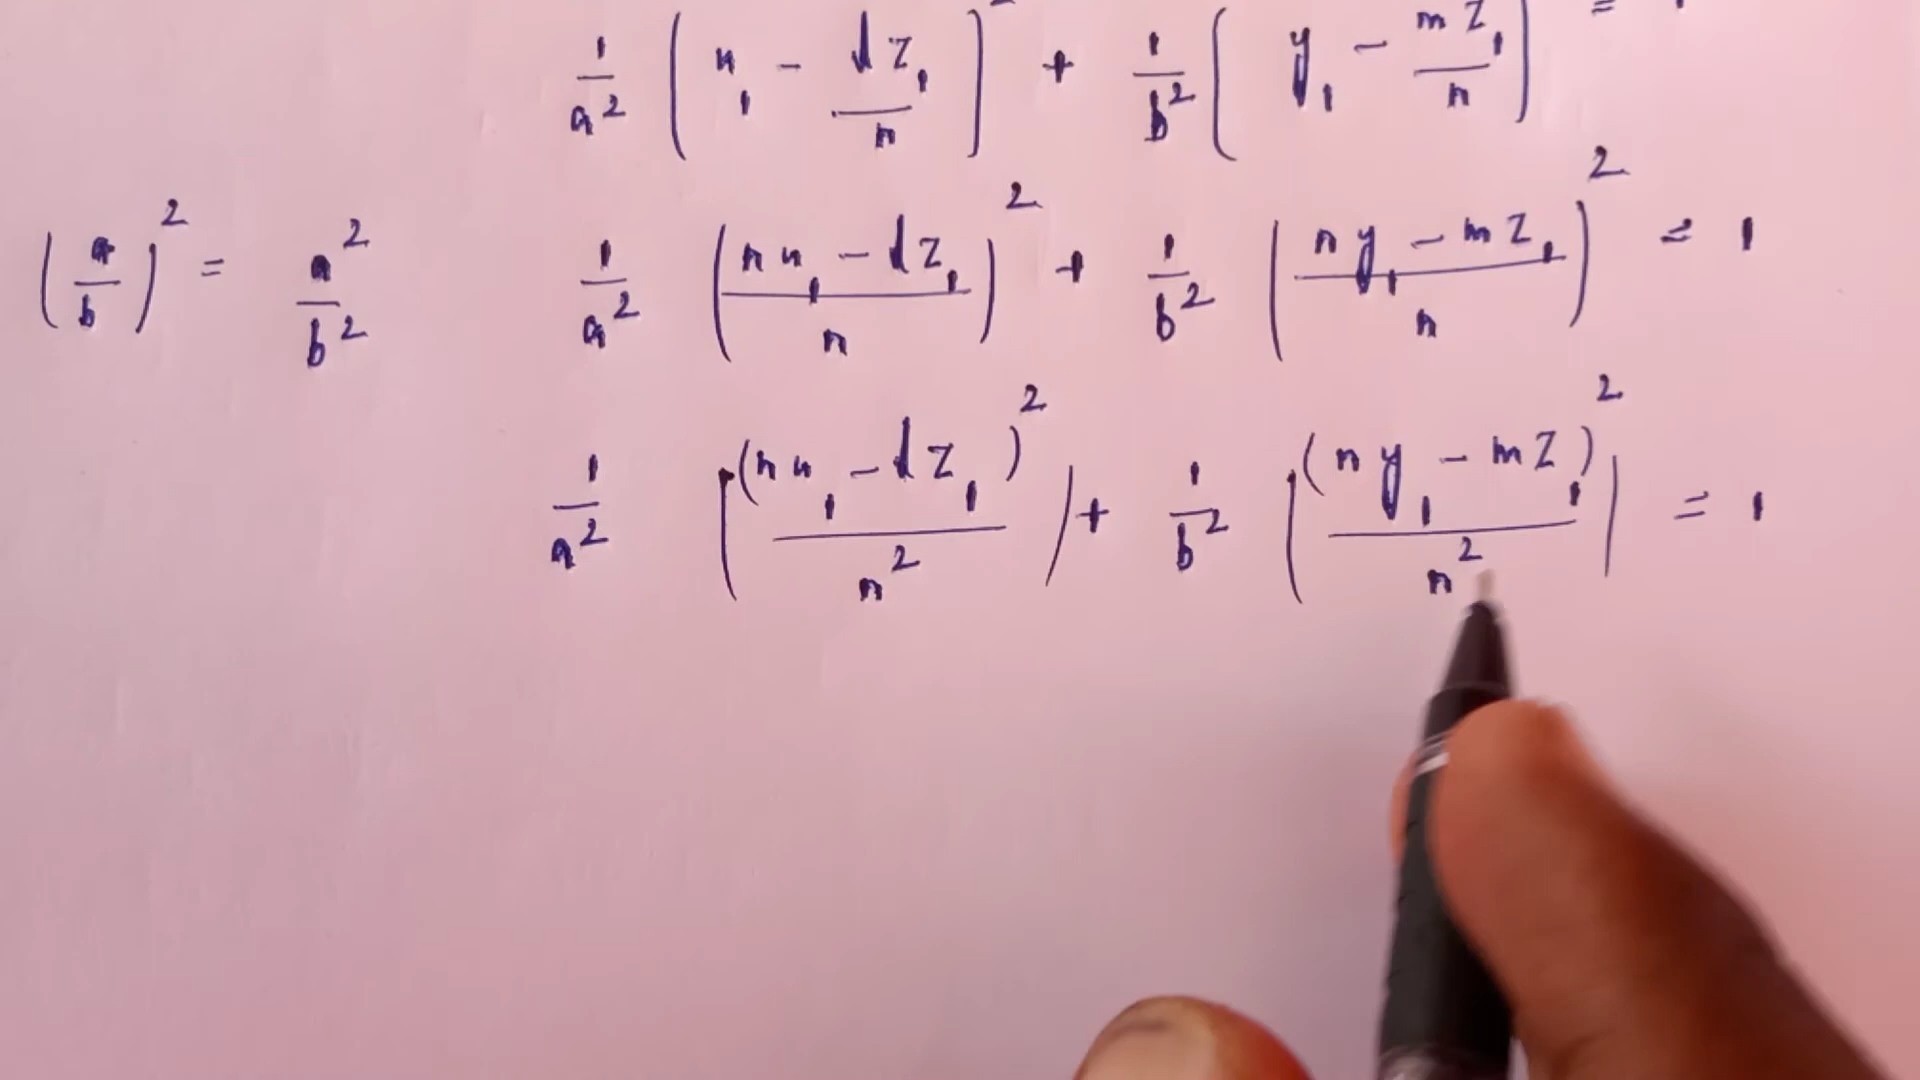 1/a² [x₁ - lz₁/n]² + 1/b² [y₁ - mz₁/n] = 1
(a/b)² = a²/b²
1/a² (nx₁ - lz₁/n)² + 1/b² (ny₁ - mz₁/n)² = 1
1/a² ((nx₁ - lz₁)²/n²) + 1/b² [(ny₁ - mz₁)²/n²] = 1